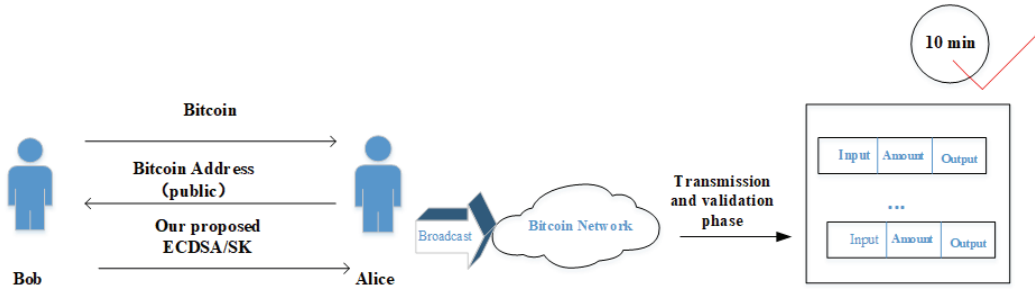 10 min
Bitcoin
Bitcoin Address
(public)
Our proposed
ECDSA/SK
Bob
Alice
Broadcast
Bitcoin Network
Transmission
and validation
phase
Input Amount Output
...
Input Amount Output